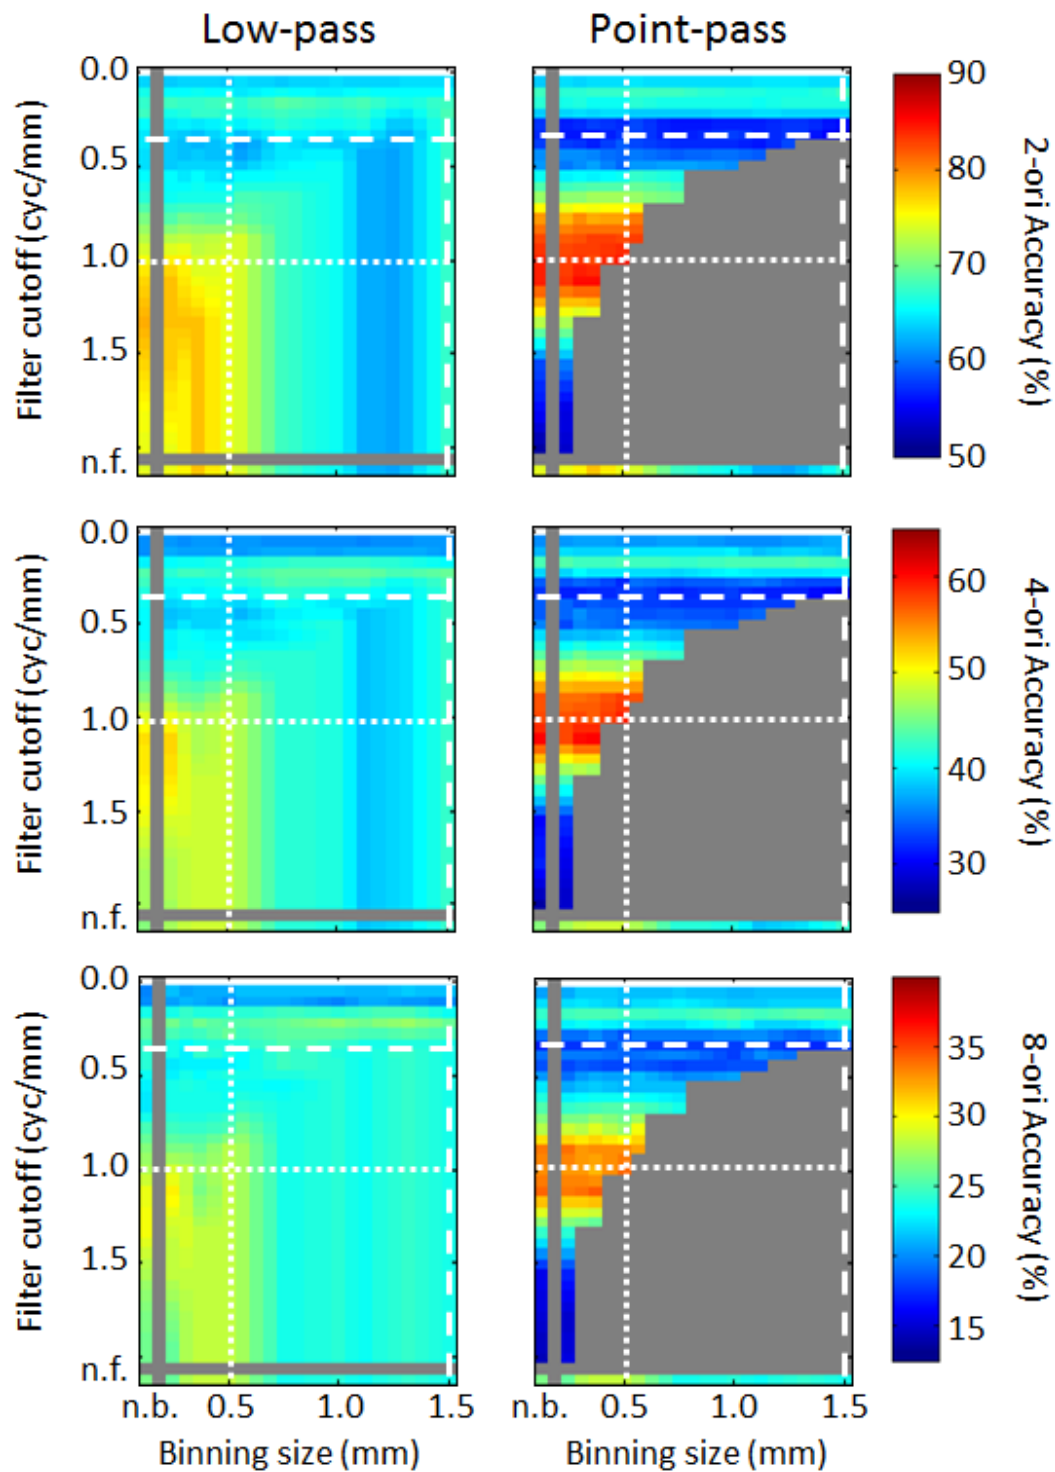 Low-pass
Point-pass
0.0
0.5
1.0
1.5
n.f.
Filter cutoff (cyc/mm)
90
80
70
60
50
2-ori Accuracy (%)
0.0
0.5
1.0
1.5
n.f.
Filter cutoff (cyc/mm)
60
50
40
30
4-ori Accuracy (%)
0.0
0.5
1.0
1.5
n.f.
Filter cutoff (cyc/mm)
35
30
25
20
15
8-ori Accuracy (%)
n.b. 0.5 1.0 1.5
Binning size (mm)
n.b. 0.5 1.0 1.5
Binning size (mm)